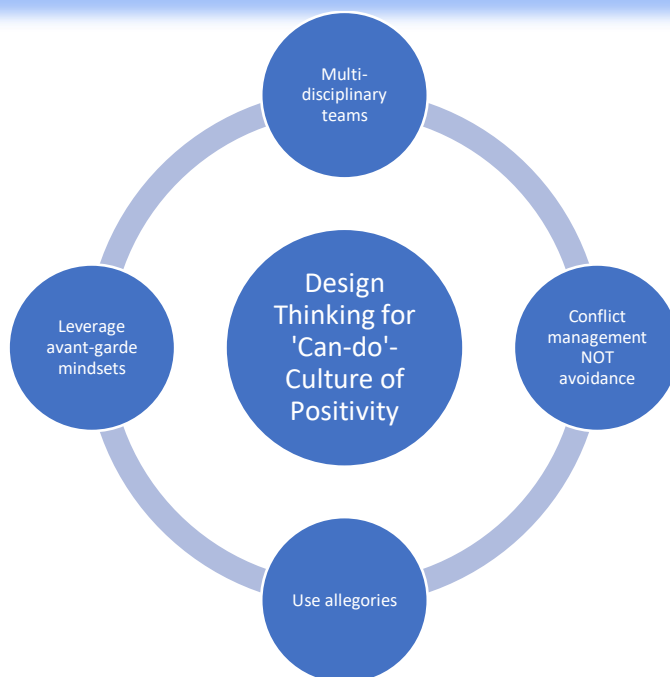 Multi-
disciplinary
teams
Leverage
avant-garde
mindsets
Design
Thinking for
'Can-do'-
Culture of
Positivity
Conflict
management
NOT
avoidance
Use allegories